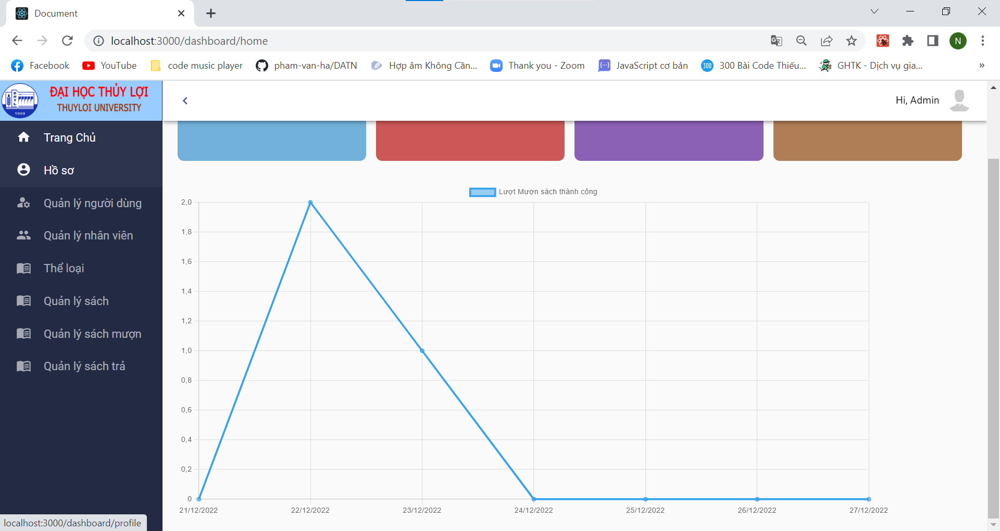 Document
localhost:3000/dashboard/home
N
Facebook
YouTube
code music player
pham-van-ha/DATN
Hợp âm Không Cần...
Thank you - Zoom
JavaScript cơ bản
300
300 Bài Code Thiếu...
GHTK - Dịch vụ gia...
»
ĐẠI HỌC THỦY LỢI
THUYLOI UNIVERSITY
1959
Hi, Admin
Trang Chủ
Hồ sơ
Quản lý người dùng
Quản lý nhân viên
Thể loại
Quản lý sách
Quản lý sách mượn
Quản lý sách trả
Lượt Mượn sách thành công
2,0
1,8
1,6
1,4
1,2
1,0
0,8
0,6
0,4
0,2
0
21/12/2022
22/12/2022
23/12/2022
24/12/2022
25/12/2022
26/12/2022
27/12/2022
localhost:3000/dashboard/profile